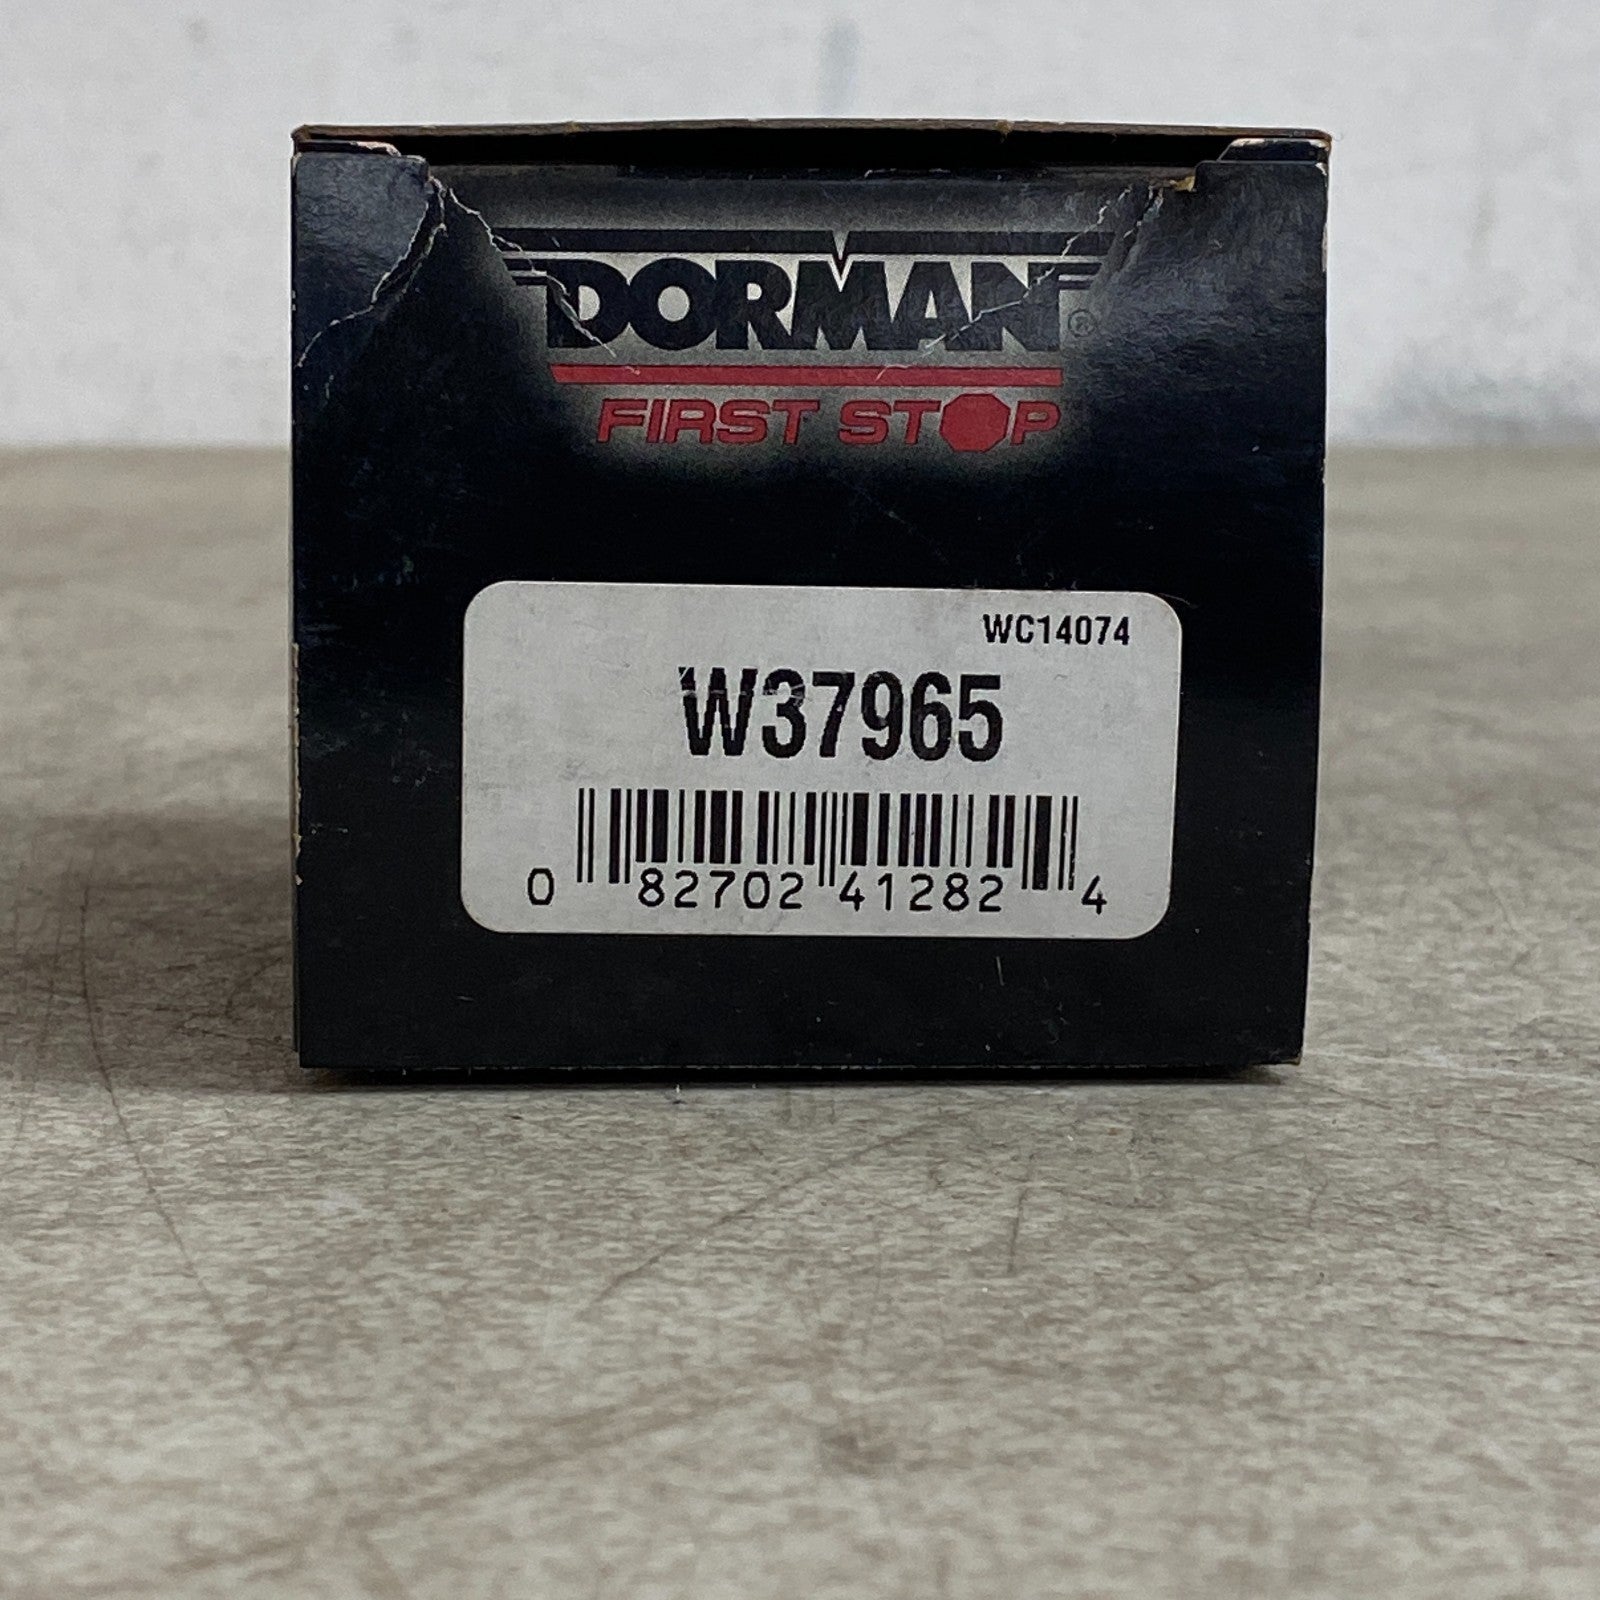 DORMAN®
FIRST STOP
WC14074
W37965
0 82702 41282 4